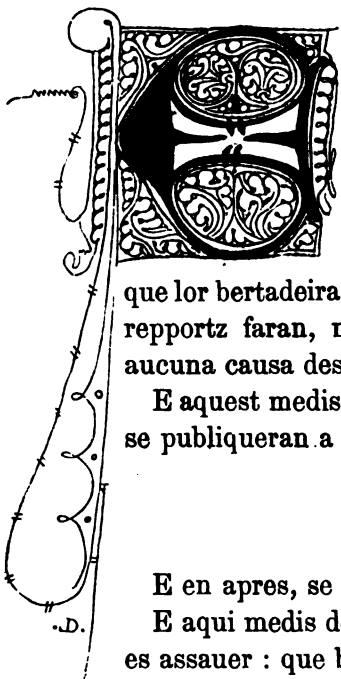 E
que lor bertadeira
repportz faran,
aucuna causa des
E aquest medis
se publiqueran a
E en apres, se
E aqui medis d
es assauer : que
.D.